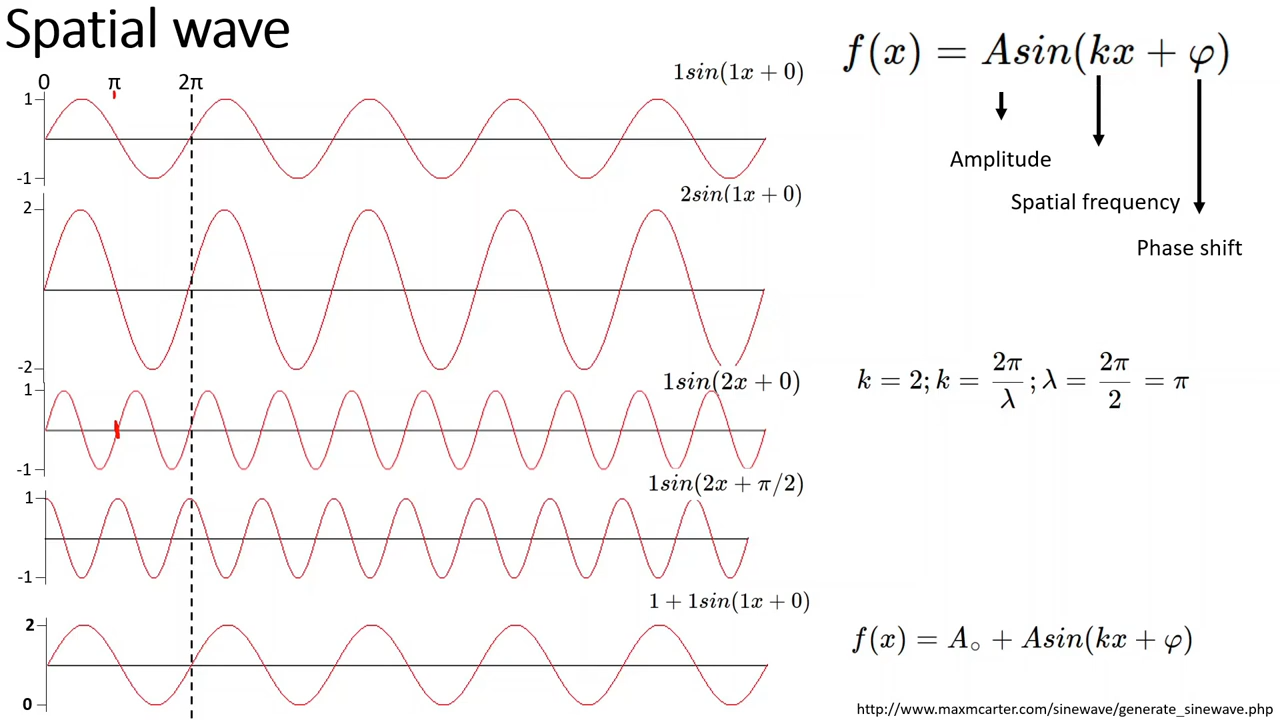 Spatial wave
0 π 2π
1sin(1x + 0)
1
-1
2sin(1x + 0)
2
-2
1sin(2x + 0)
1
-1
1sin(2x + π/2)
1
-1
1 + 1sin(1x + 0)
2
0
f(x) = Asin(kx + φ)
Amplitude
Spatial frequency
Phase shift
k = 2; k = 2π/λ ; λ = 2π/2 = π
f(x) = A∘ + Asin(kx + φ)
http://www.maxmcarter.com/sinewave/generate_sinewave.php